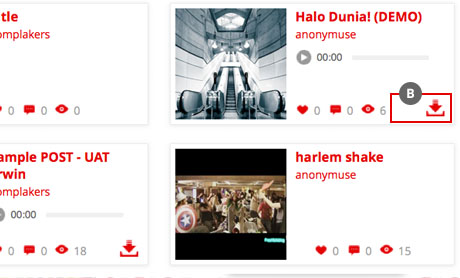 tle
omplakers
0 0 0
Halo Dunia! (DEMO)
anonymuse
00:00
0 0 6
B
ample POST - UAT
rwin
omplakers
00:00
0 0 18
harlem shake
anonymuse
0 0 15